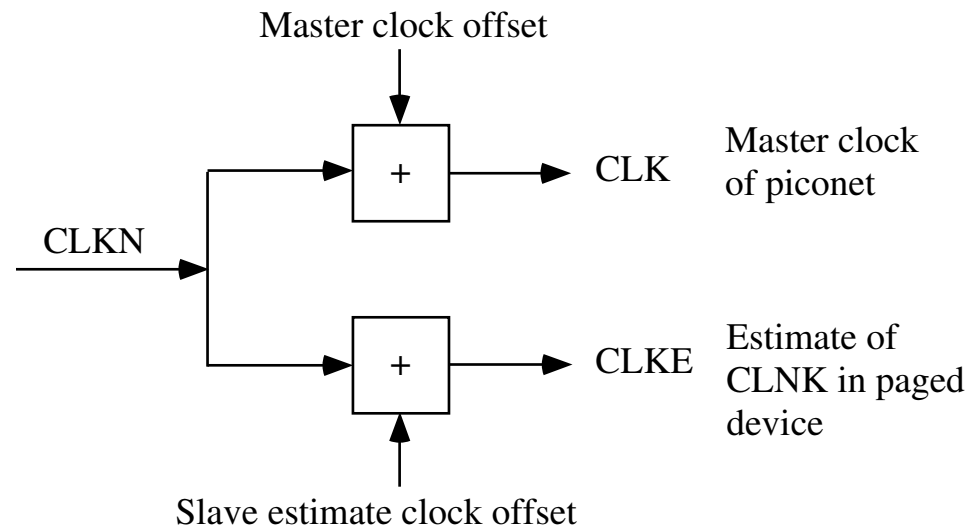 Master clock offset
+
CLK
Master clock
of piconet
CLKN
+
CLKE
Estimate of
CLNK in paged
device
Slave estimate clock offset